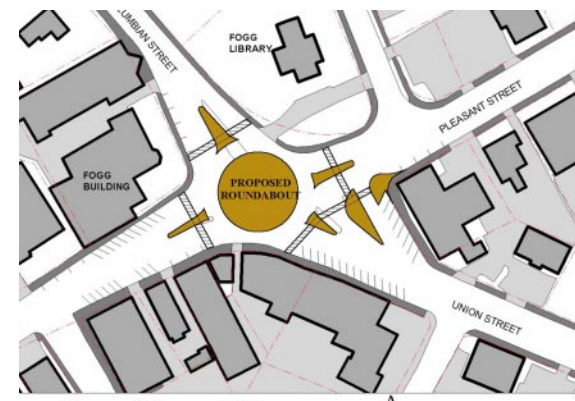 UMBIAN STREET
FOGG
LIBRARY
PLEASANT STREET
FOGG
BUILDING
PROPOSED
ROUNDABOUT
UNION STREET
A